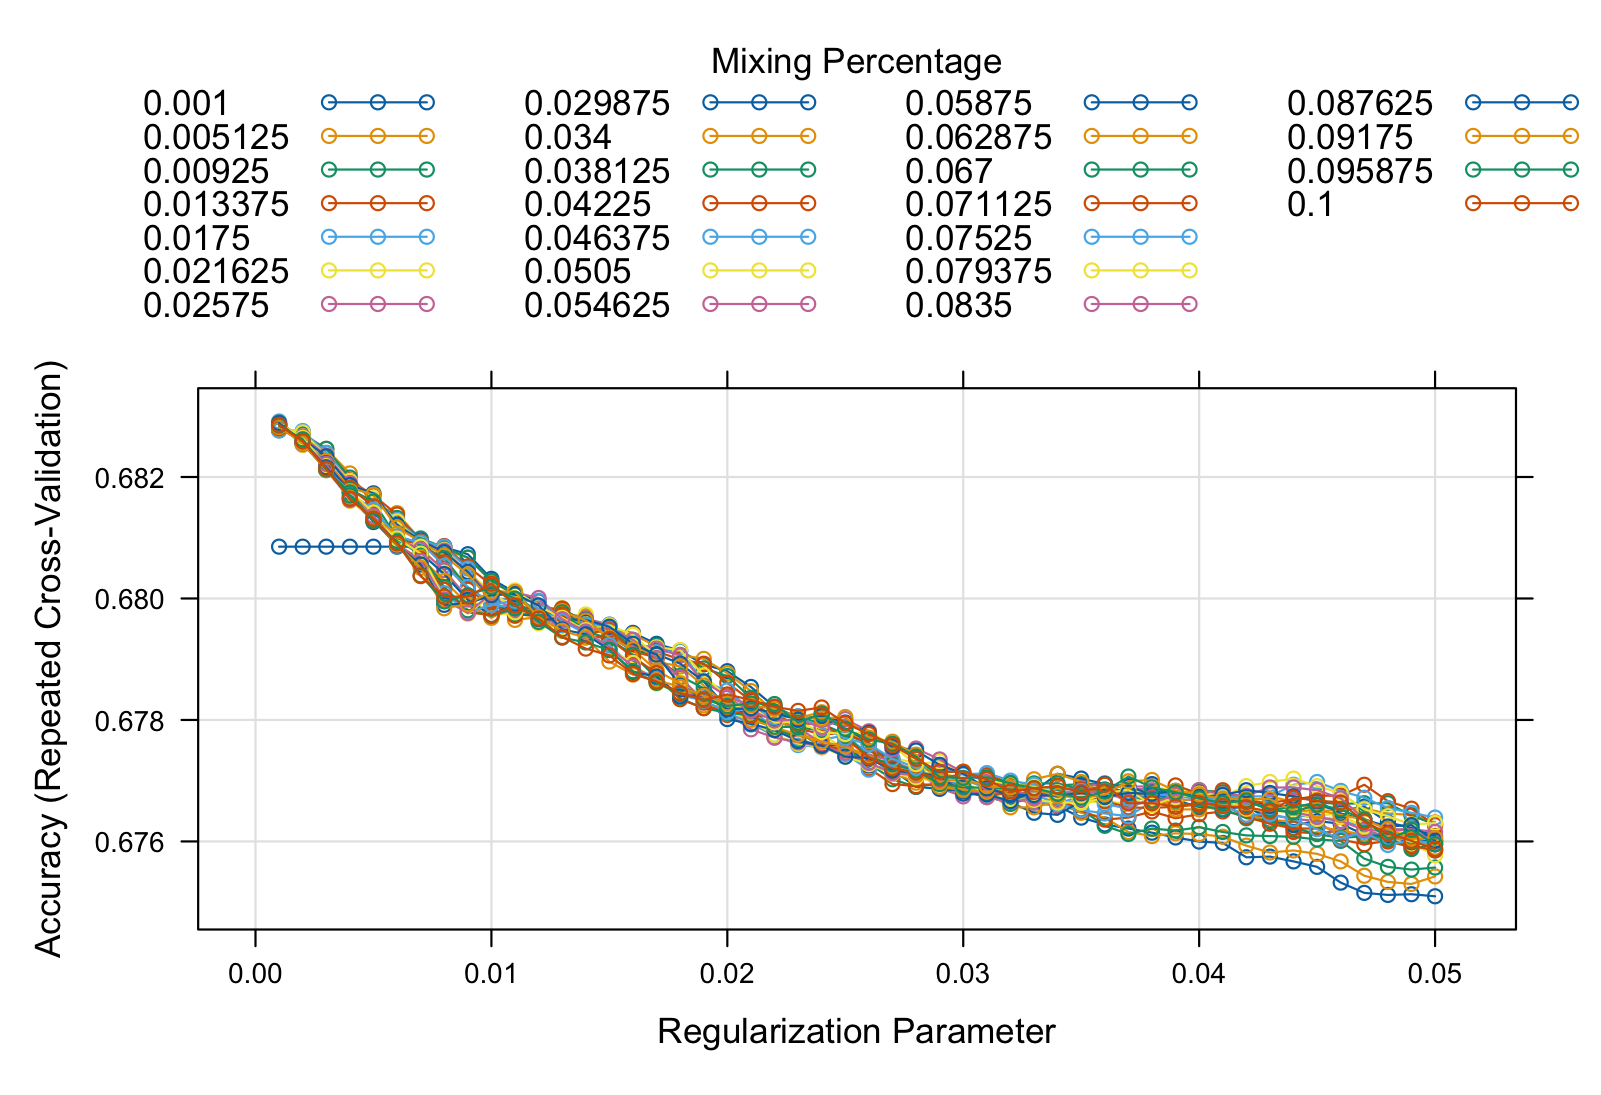 Mixing Percentage
0.001 0.029875 0.05875 0.087625
0.005125 0.034 0.062875 0.09175
0.00925 0.038125 0.067 0.095875
0.013375 0.04225 0.071125 0.1
0.0175 0.046375 0.07525
0.021625 0.0505 0.079375
0.02575 0.054625 0.0835
Accuracy (Repeated Cross-Validation)
0.682
0.680
0.678
0.676
0.00 0.01 0.02 0.03 0.04 0.05
Regularization Parameter